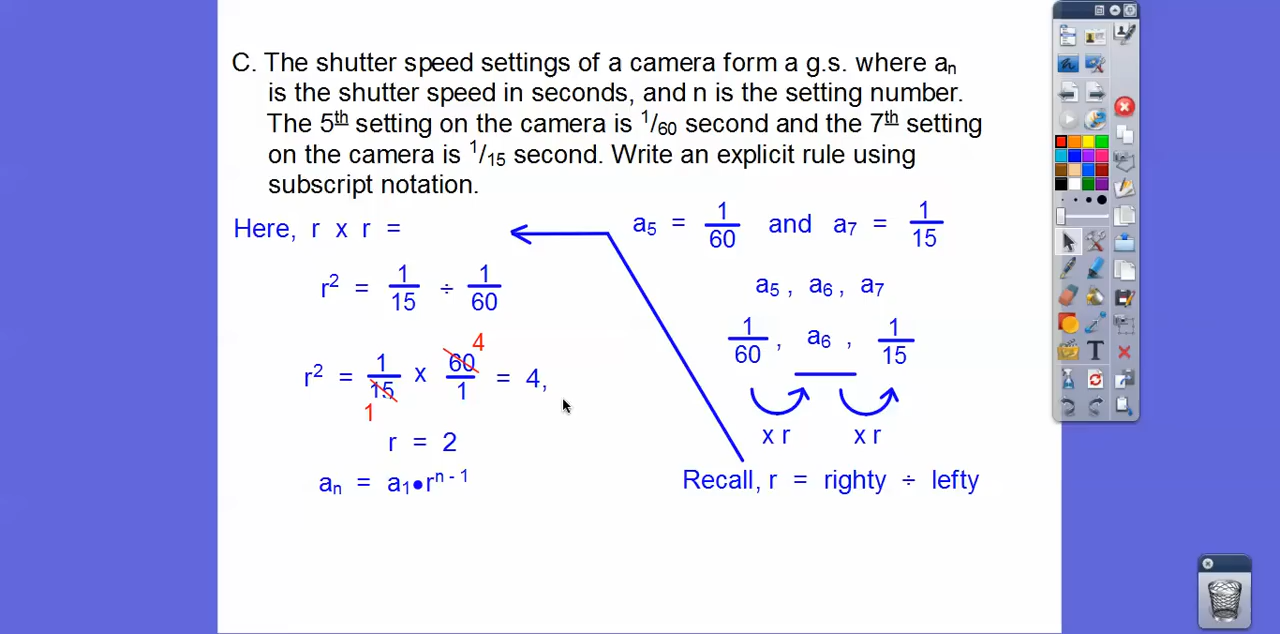 C. The shutter speed settings of a camera form a g.s. where aₙ
is the shutter speed in seconds, and n is the setting number.
The 5th setting on the camera is 1/60 second and the 7th setting
on the camera is 1/15 second. Write an explicit rule using
subscript notation.
Here, r x r =
r² = 1/15 ÷ 1/60
r² = 1/15 x 60/1 = 4,
4
1
r = 2
aₙ = a₁•rⁿ⁻¹
a₅ = 1/60 and a₇ = 1/15
a₅ , a₆ , a₇
1/60 , a₆ , 1/15
x r x r
Recall, r = righty ÷ lefty
T